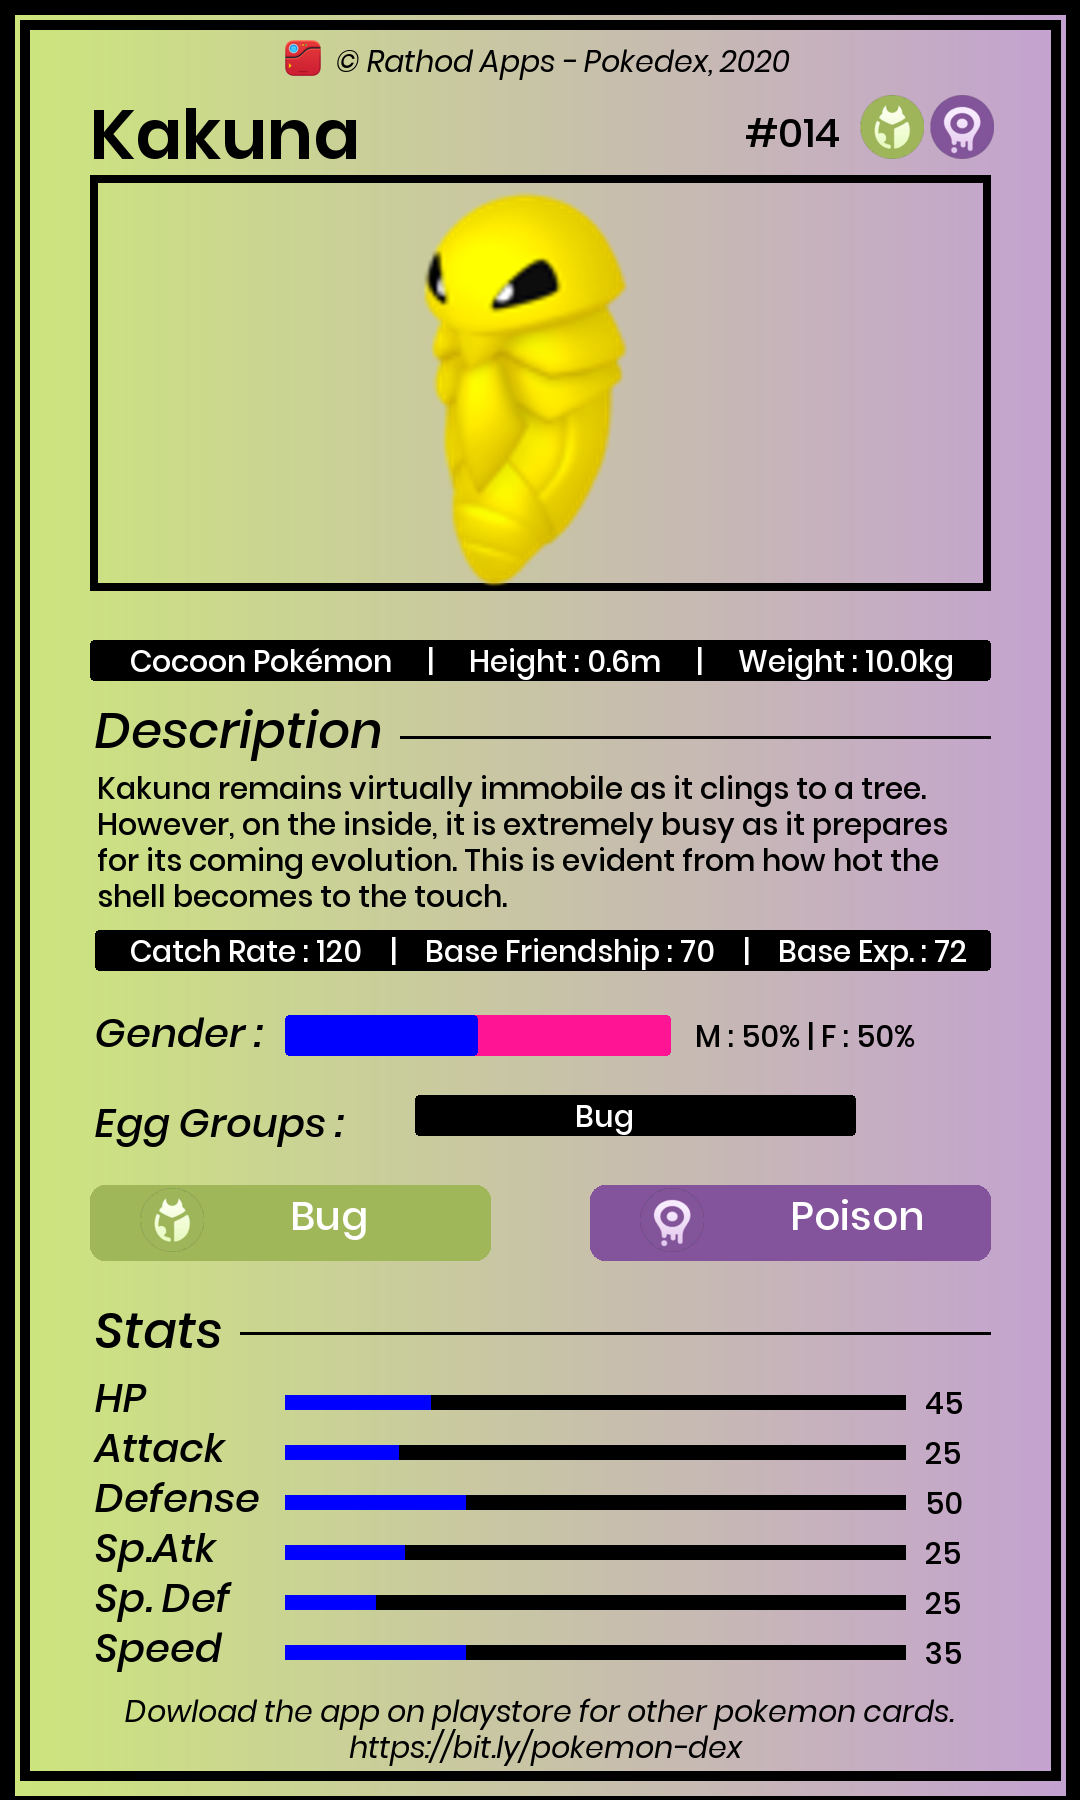 © Rathod Apps - Pokedex, 2020
Kakuna #014
Cocoon Pokémon | Height : 0.6m | Weight : 10.0kg
Description
Kakuna remains virtually immobile as it clings to a tree.
However, on the inside, it is extremely busy as it prepares
for its coming evolution. This is evident from how hot the
shell becomes to the touch.
Catch Rate : 120 | Base Friendship : 70 | Base Exp. : 72
Gender : M : 50% | F : 50%
Egg Groups : Bug
Bug Poison
Stats
HP 45
Attack 25
Defense 50
Sp.Atk 25
Sp. Def 25
Speed 35
Dowload the app on playstore for other pokemon cards.
https://bit.ly/pokemon-dex